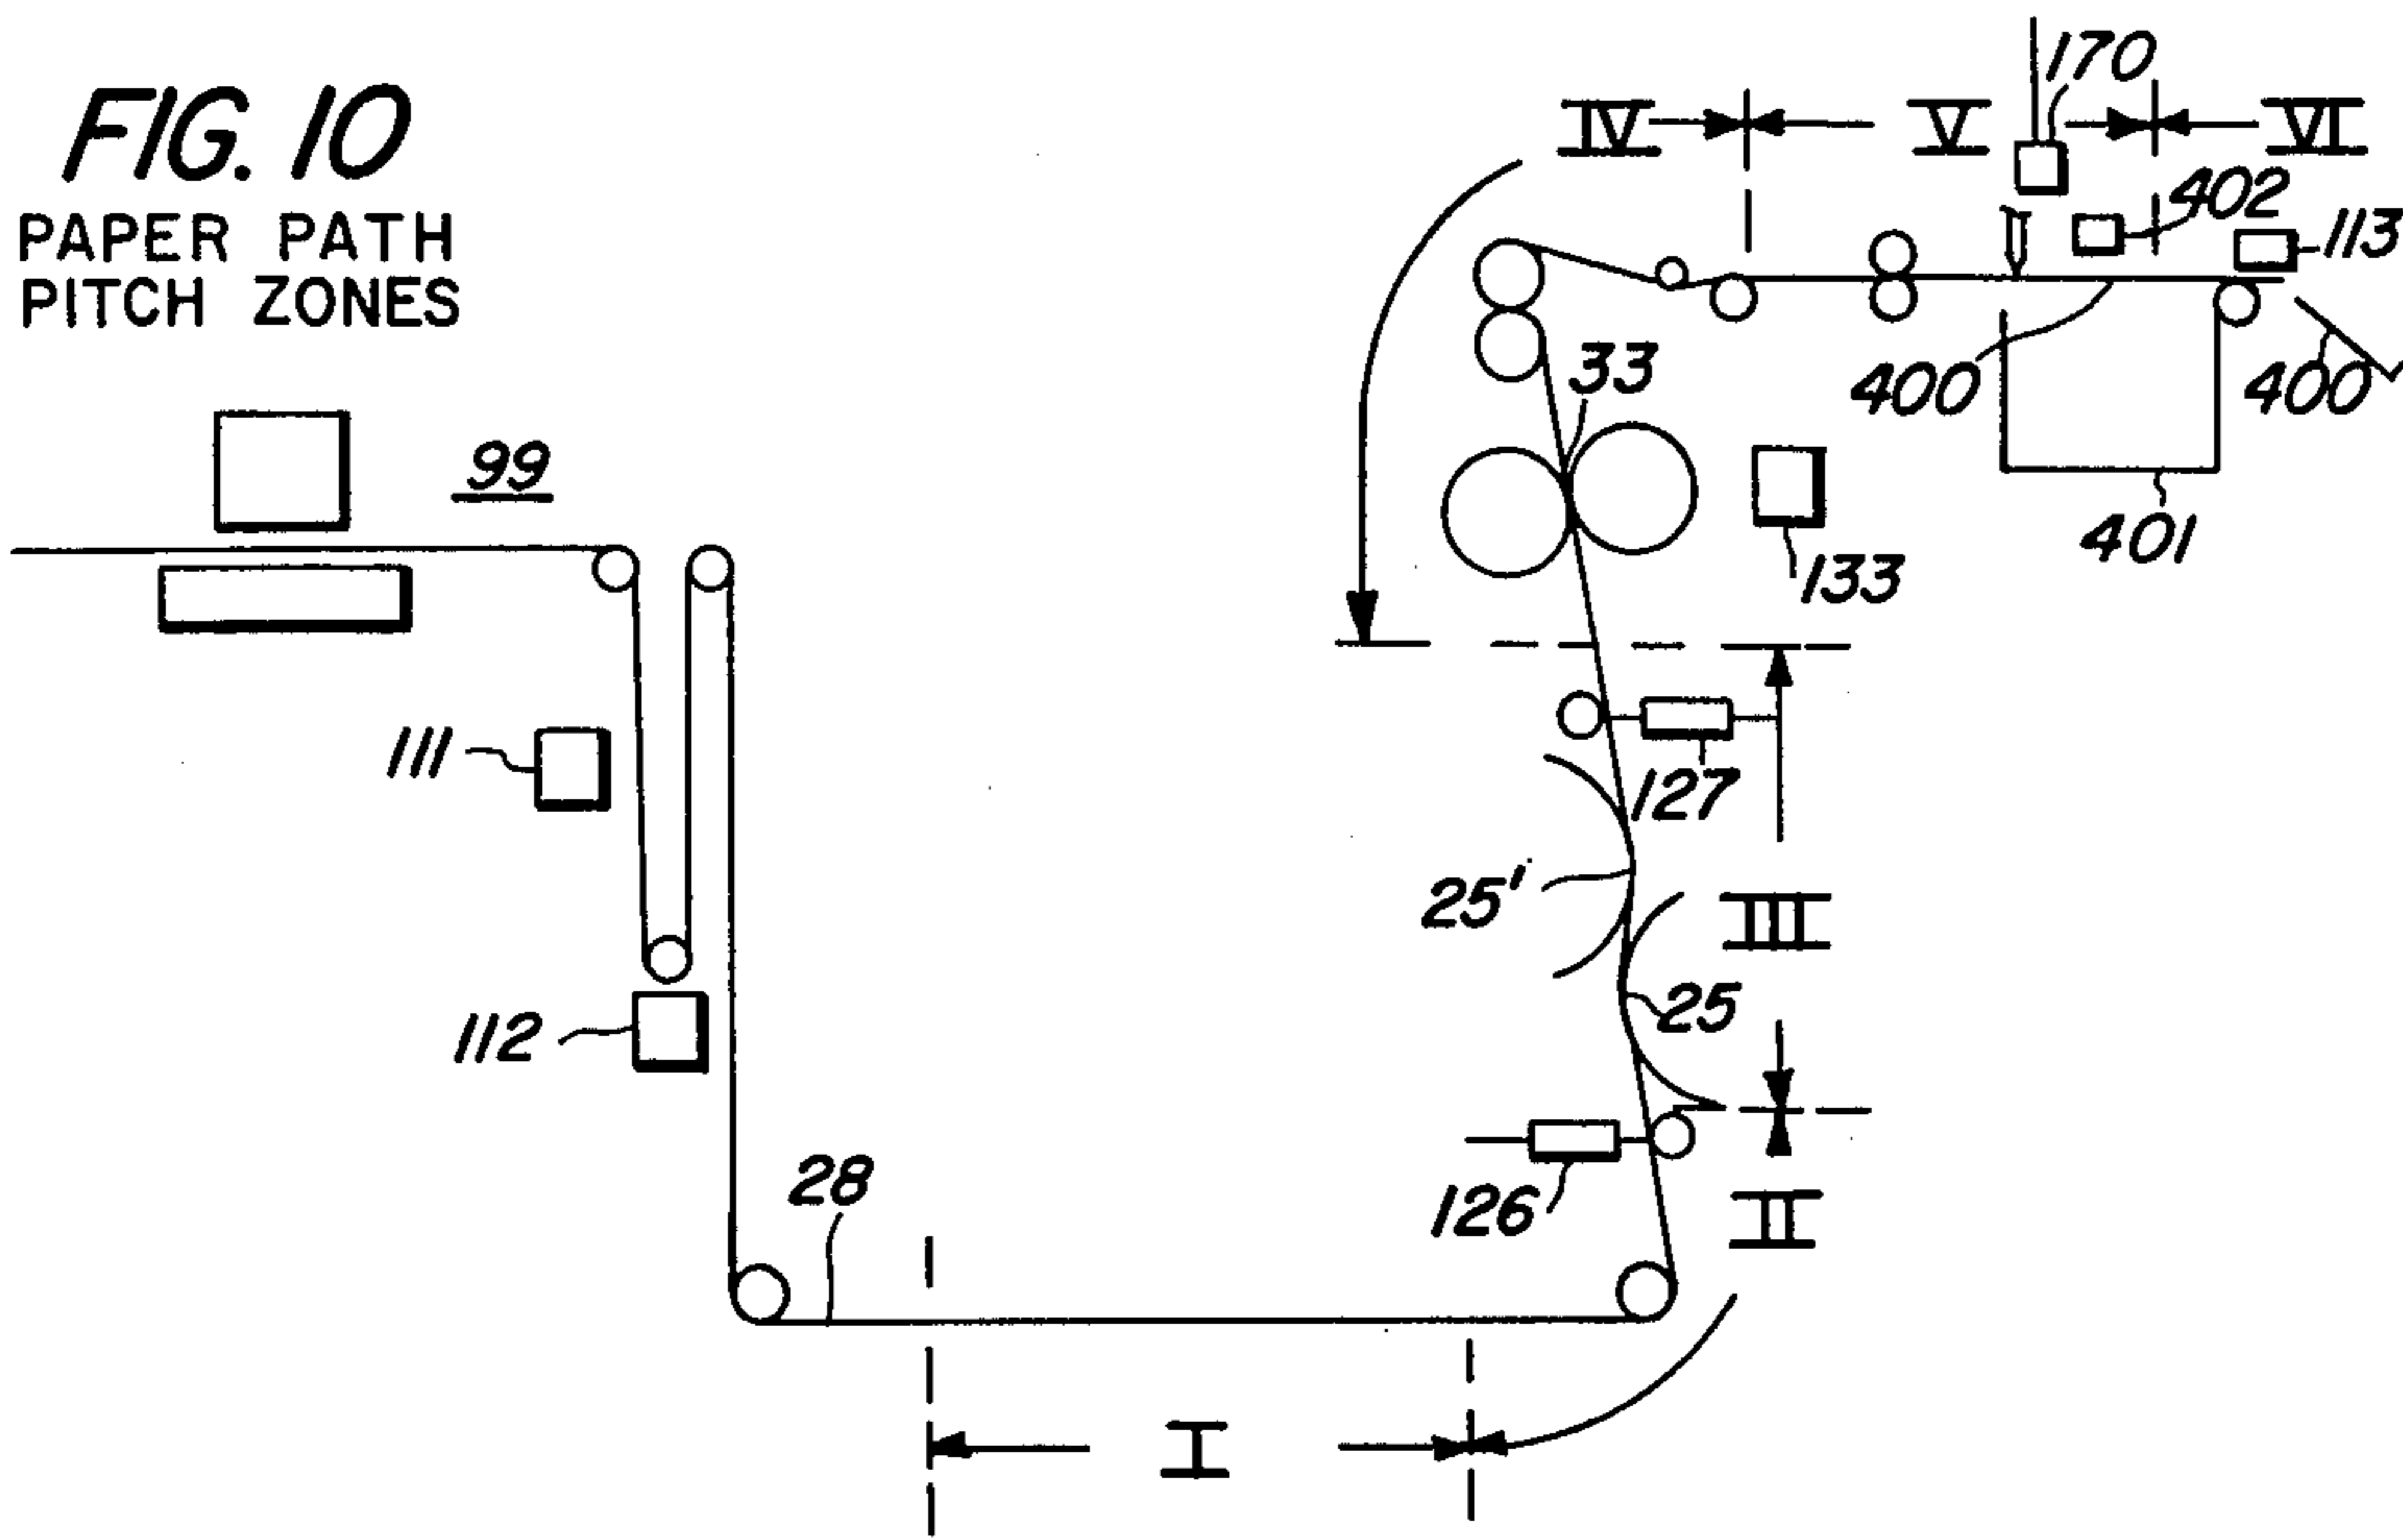 FIG. 10
PAPER PATH
PITCH ZONES
170
IV V VI
402
113
33
400
400
99
401
133
111
127
25'
III
25
112
28
126
II
I